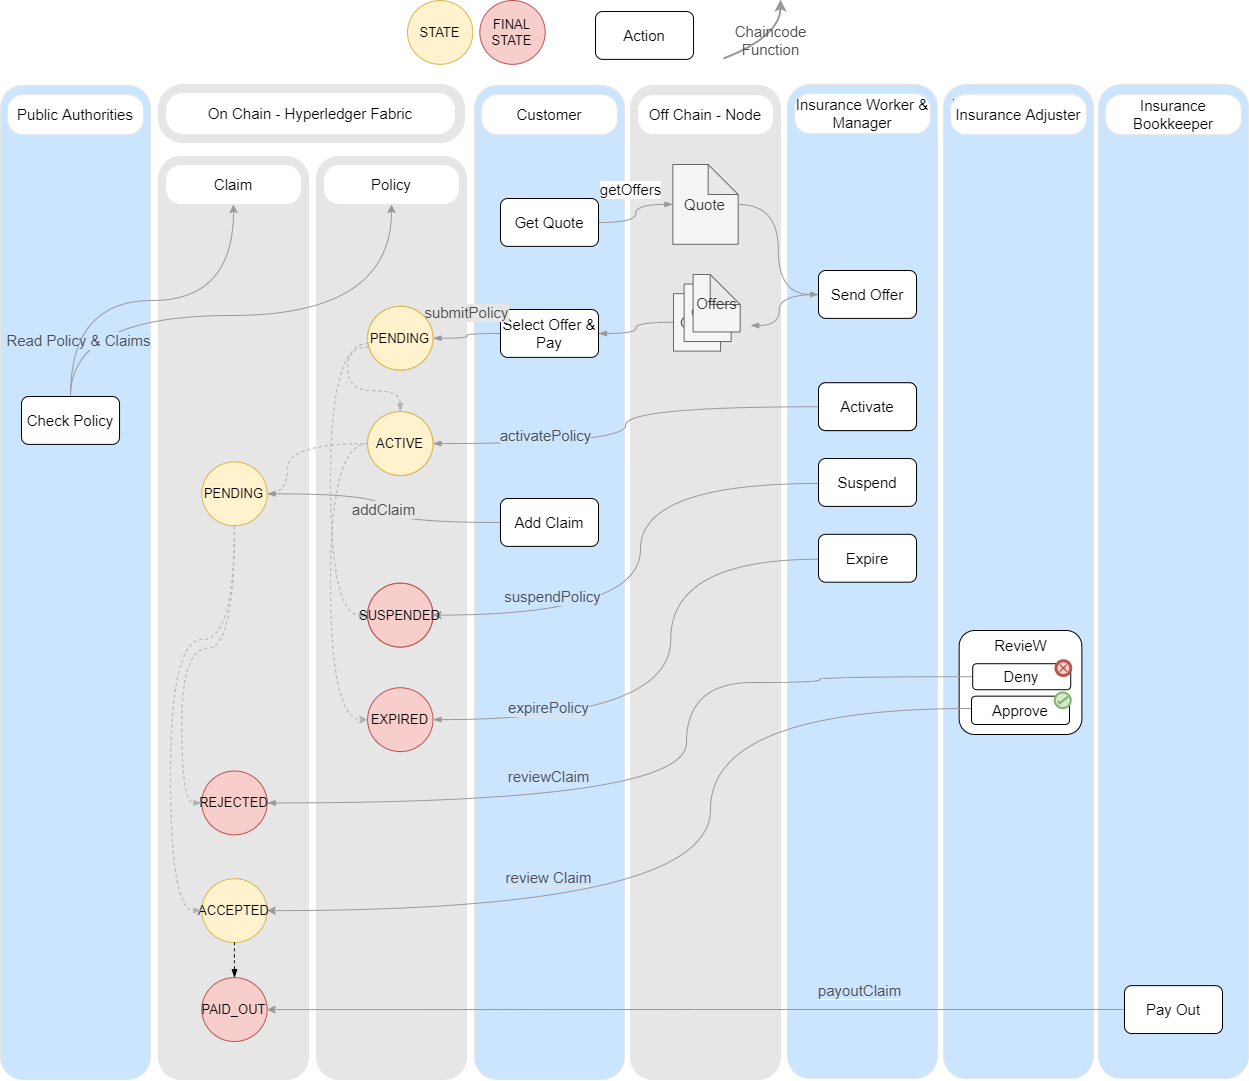 STATE
FINAL
STATE
Action
Chaincode
Function
Public Authorities
On Chain - Hyperledger Fabric
Customer
Off Chain - Node
Insurance Worker &
Manager
Insurance Adjuster
Insurance
Bookkeeper
Claim
Policy
getOffers
Quote
Get Quote
Send Offer
Offers
submitPolicy
Select Offer &
Pay
PENDING
Read Policy & Claims
Check Policy
Activate
activatePolicy
ACTIVE
Suspend
PENDING
addClaim
Add Claim
Expire
suspendPolicy
SUSPENDED
RevieW
Deny
Approve
expirePolicy
EXPIRED
reviewClaim
REJECTED
review Claim
ACCEPTED
payoutClaim
PAID_OUT
Pay Out